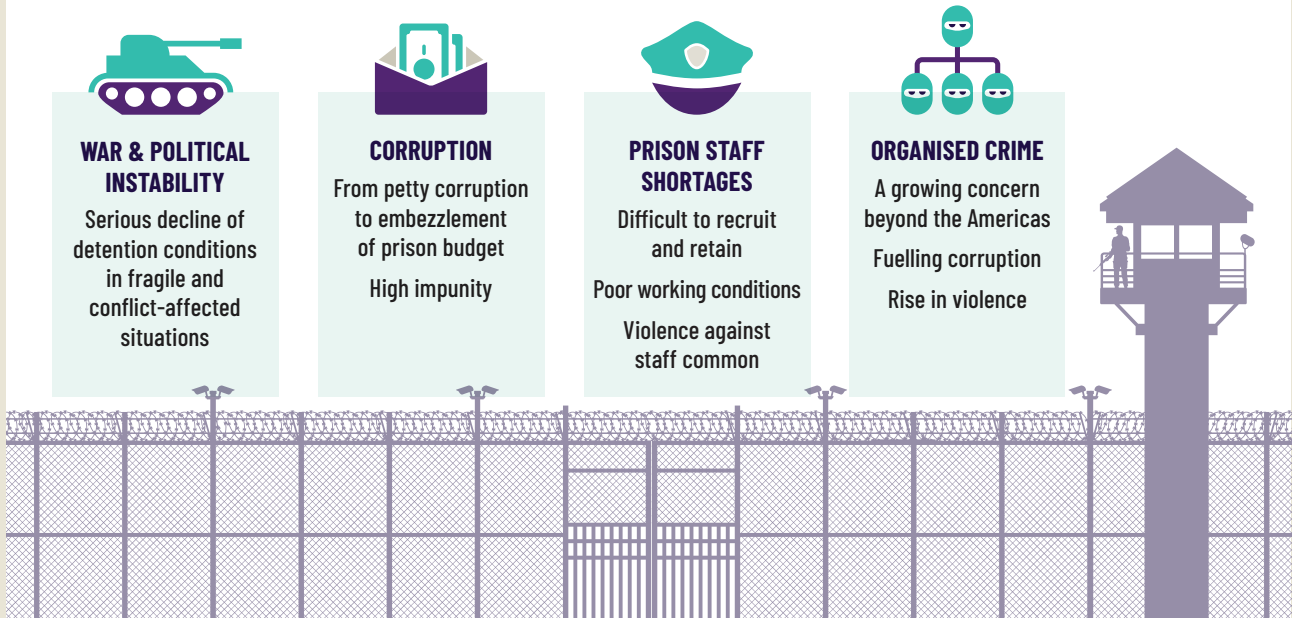 WAR & POLITICAL
INSTABILITY
Serious decline of
detention conditions
in fragile and
conflict-affected
situations
CORRUPTION
From petty corruption
to embezzlement
of prison budget
High impunity
PRISON STAFF
SHORTAGES
Difficult to recruit
and retain
Poor working conditions
Violence against
staff common
ORGANISED CRIME
A growing concern
beyond the Americas
Fuelling corruption
Rise in violence